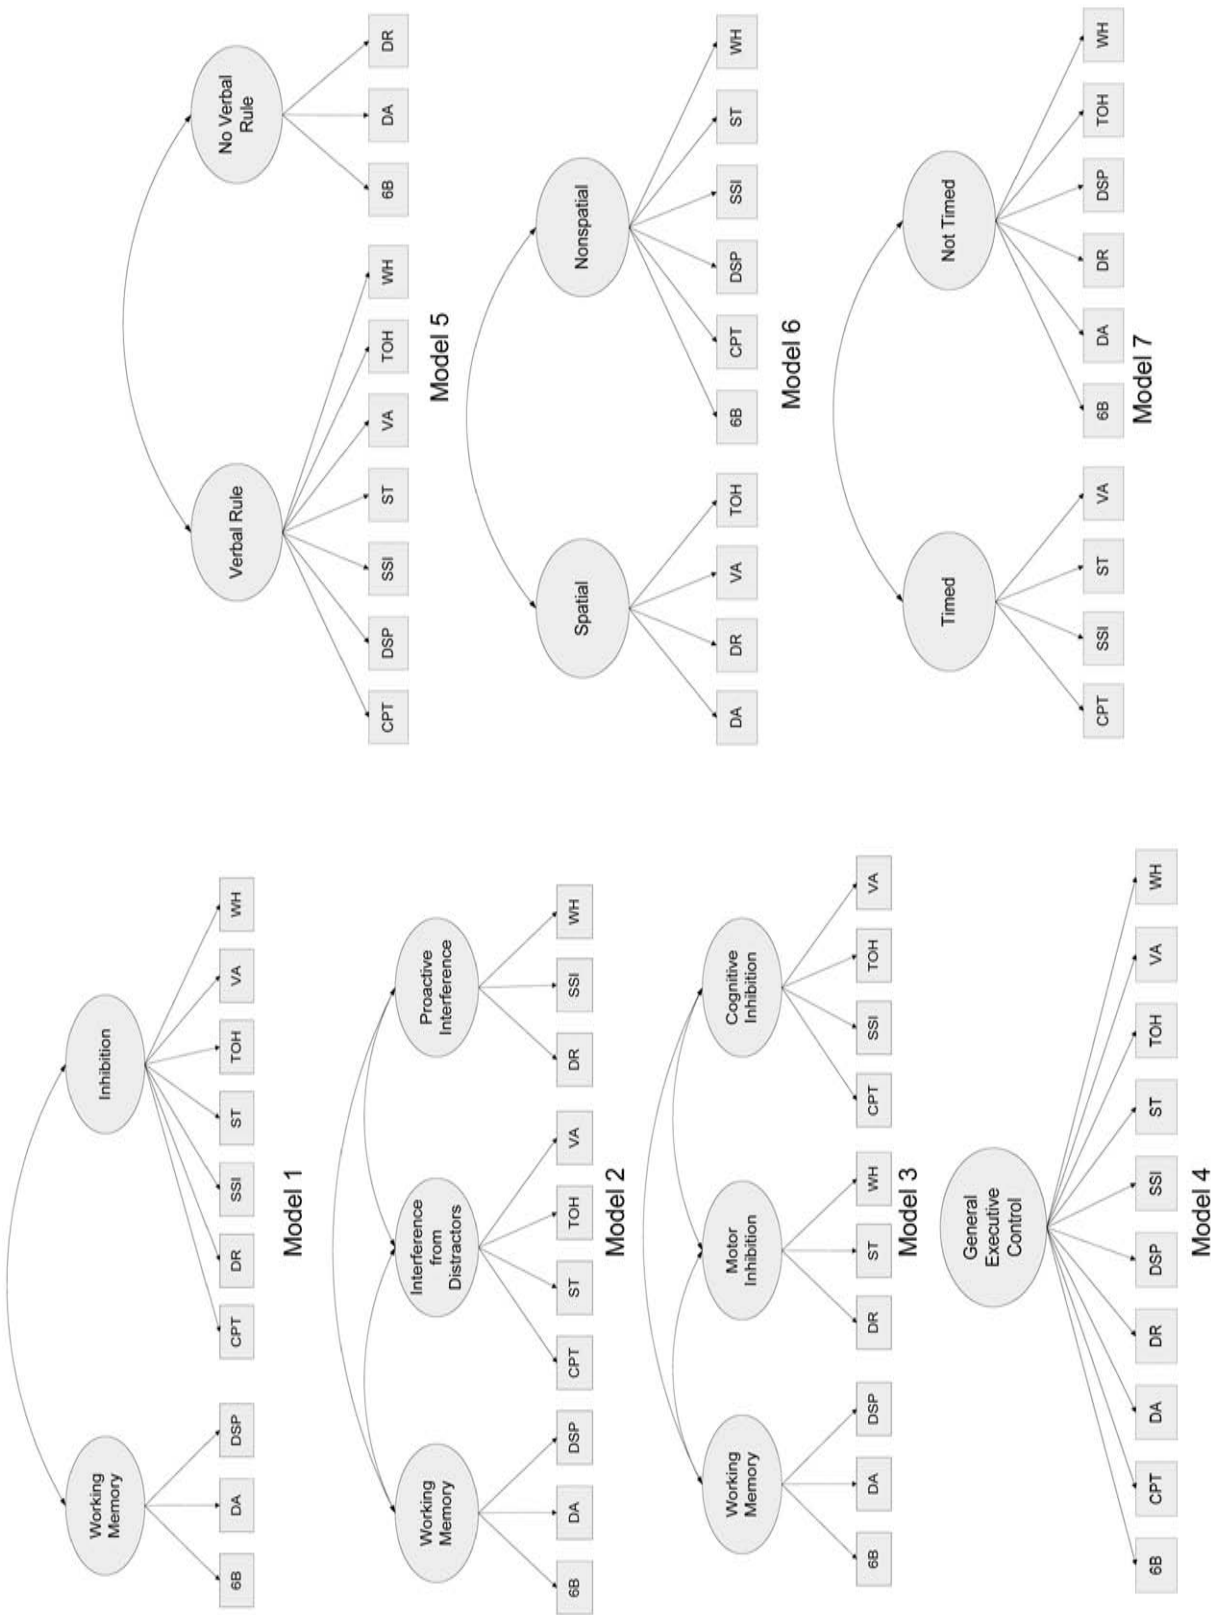 Working
Memory
Inhibition
6B
DA
DSP
CPT
DR
SSI
ST
TOH
VA
WH
Model 1
Working
Memory
Interference
from
Distractors
Proactive
Interference
6B
DA
DSP
CPT
ST
TOH
VA
DR
SSI
WH
Model 2
Working
Memory
Motor
Inhibition
Cognitive
Inhibition
6B
DA
DSP
DR
ST
WH
CPT
SSI
TOH
VA
Model 3
General
Executive
Control
6B
CPT
DA
DR
DSP
SSI
ST
TOH
VA
WH
Model 4
Verbal Rule
No Verbal
Rule
CPT
DSP
SSI
ST
VA
TOH
WH
6B
DA
DR
Model 5
Spatial
Nonspatial
DA
DR
VA
TOH
6B
CPT
DSP
SSI
ST
WH
Model 6
Timed
Not Timed
CPT
SSI
ST
VA
6B
DA
DR
DSP
TOH
WH
Model 7